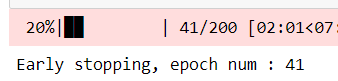 20%|██ | 41/200 [02:01<07:
Early stopping, epoch num : 41